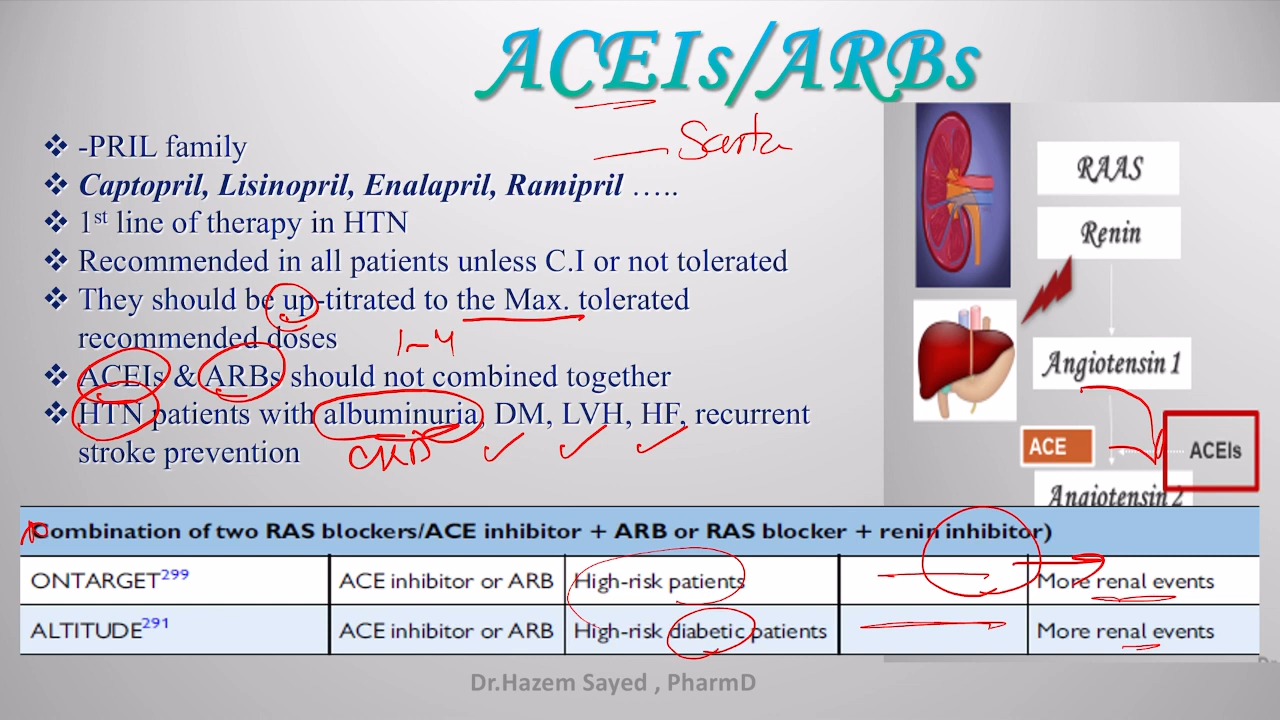 ACEIs/ARBs
❖ -PRIL family
❖ Captopril, Lisinopril, Enalapril, Ramipril .....
❖ 1st line of therapy in HTN
❖ Recommended in all patients unless C.I or not tolerated
❖ They should be up-titrated to the Max. tolerated
recommended doses
1-4
❖ ACEIs & ARBs should not combined together
❖ HTN patients with albuminuria, DM, LVH, HF, recurrent
stroke prevention
RAAS
Renin
Angiotensin 1
ACE
ACEIs
Angiotensin 2
Combination of two RAS blockers/ACE inhibitor + ARB or RAS blocker + renin inhibitor)
ONTARGET299 ACE inhibitor or ARB High-risk patients More renal events
ALTITUDE291 ACE inhibitor or ARB High-risk diabetic patients More renal events
Dr.Hazem Sayed , PharmD